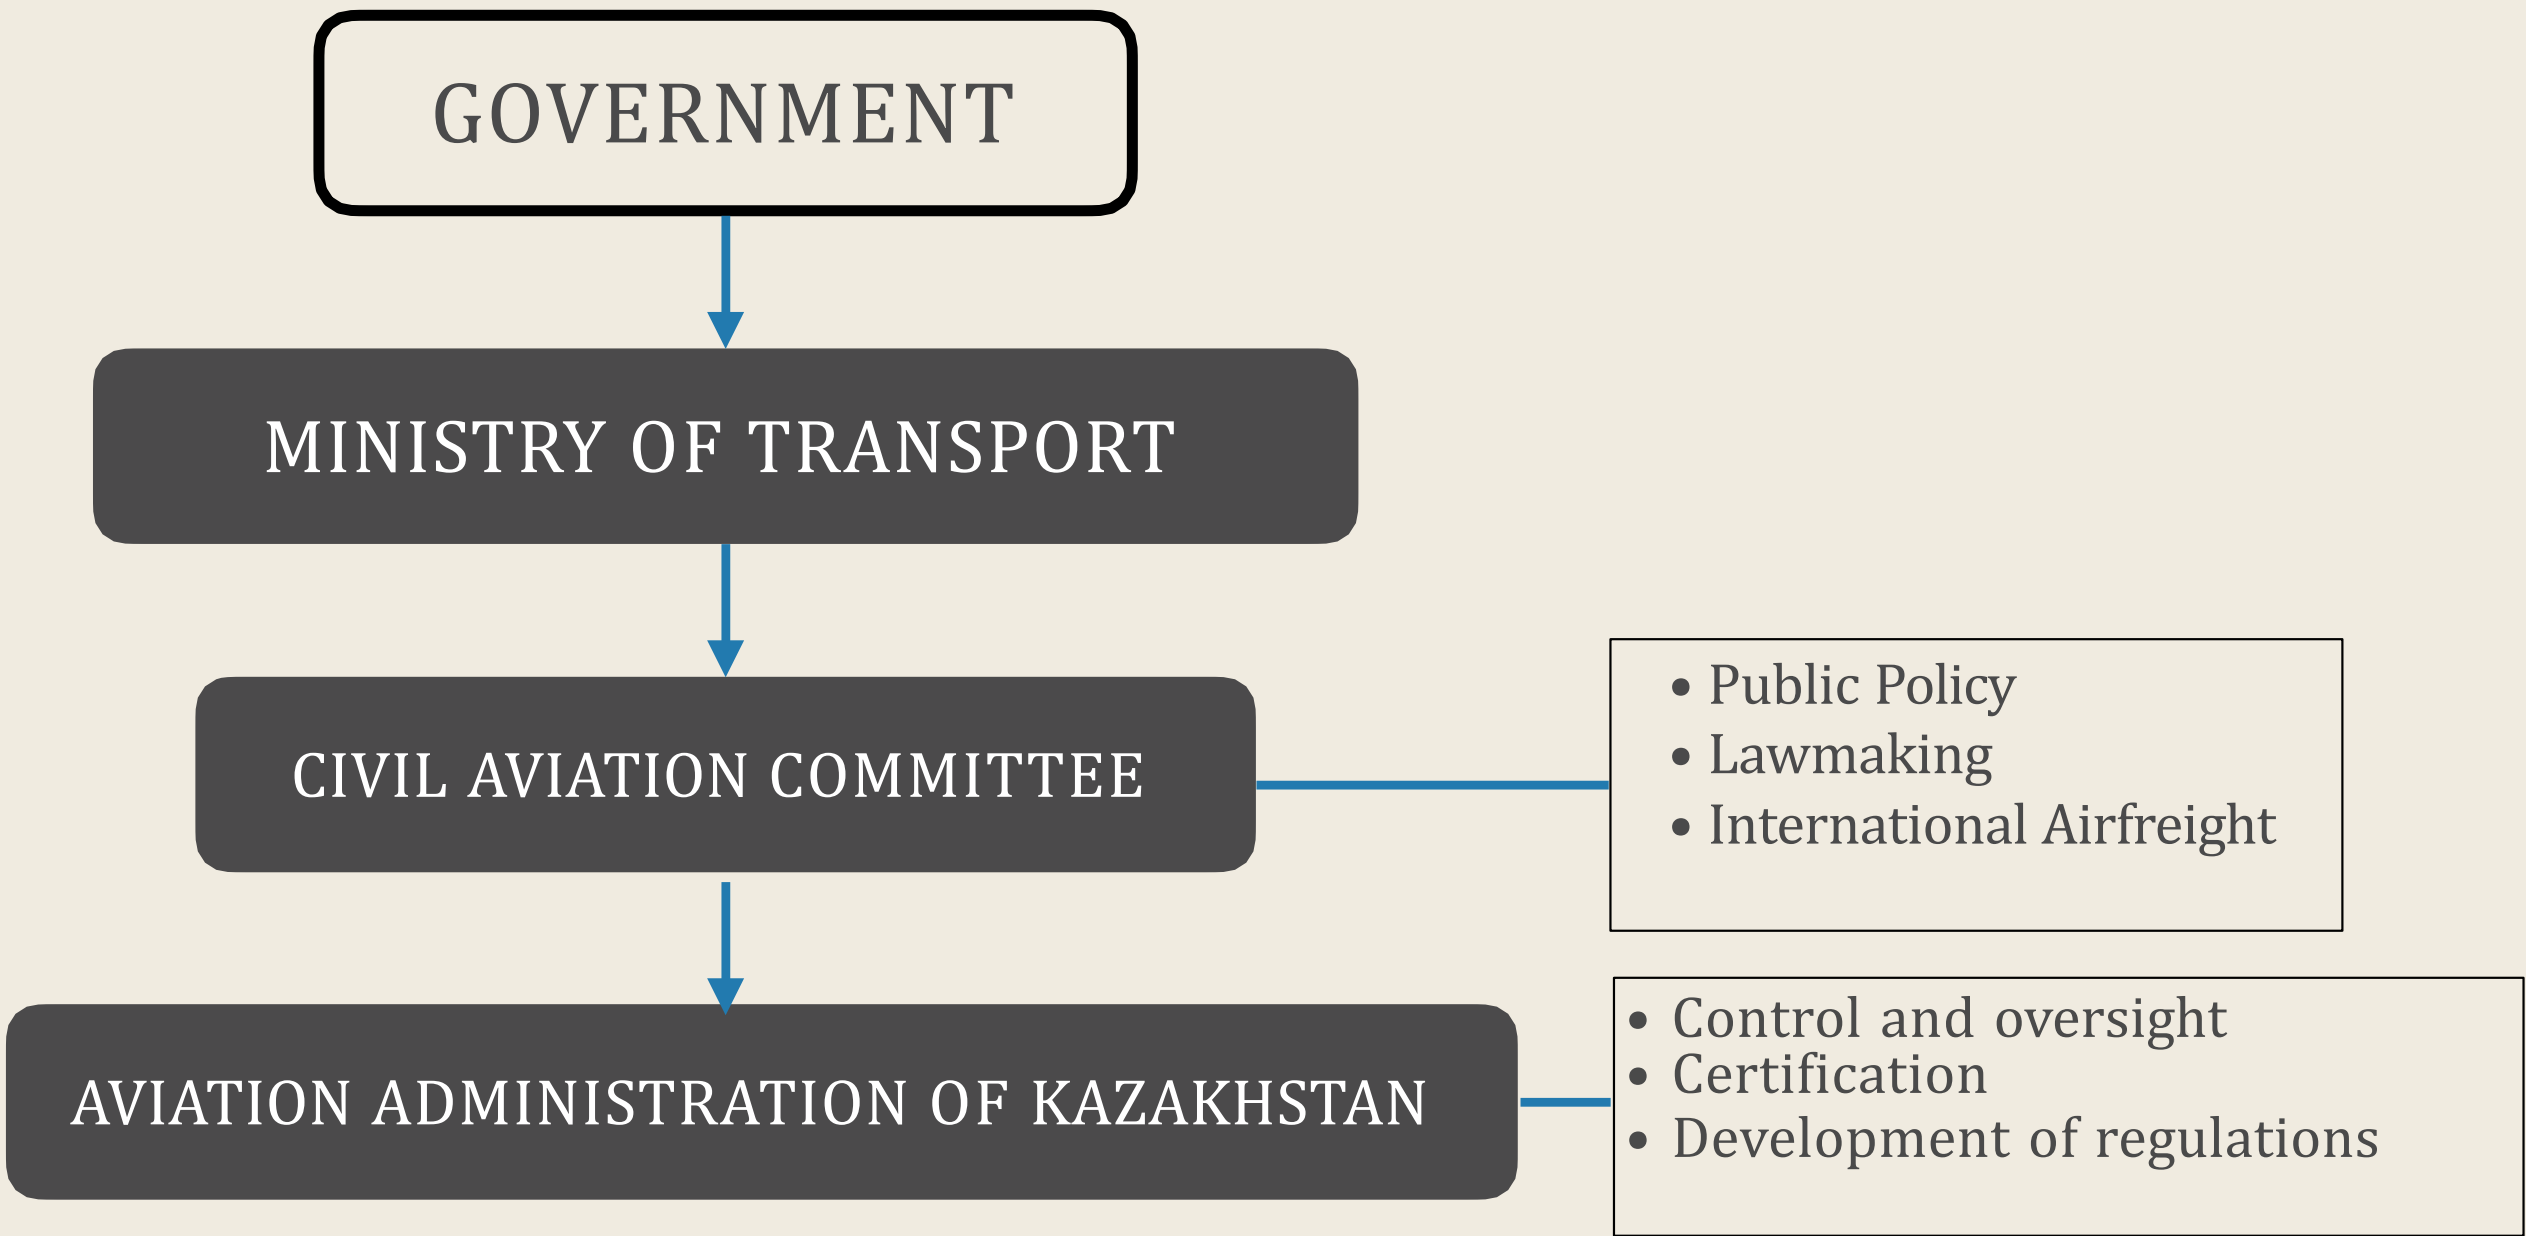 GOVERNMENT
MINISTRY OF TRANSPORT
CIVIL AVIATION COMMITTEE
• Public Policy
• Lawmaking
• International Airfreight
AVIATION ADMINISTRATION OF KAZAKHSTAN
• Control and oversight
• Certification
• Development of regulations